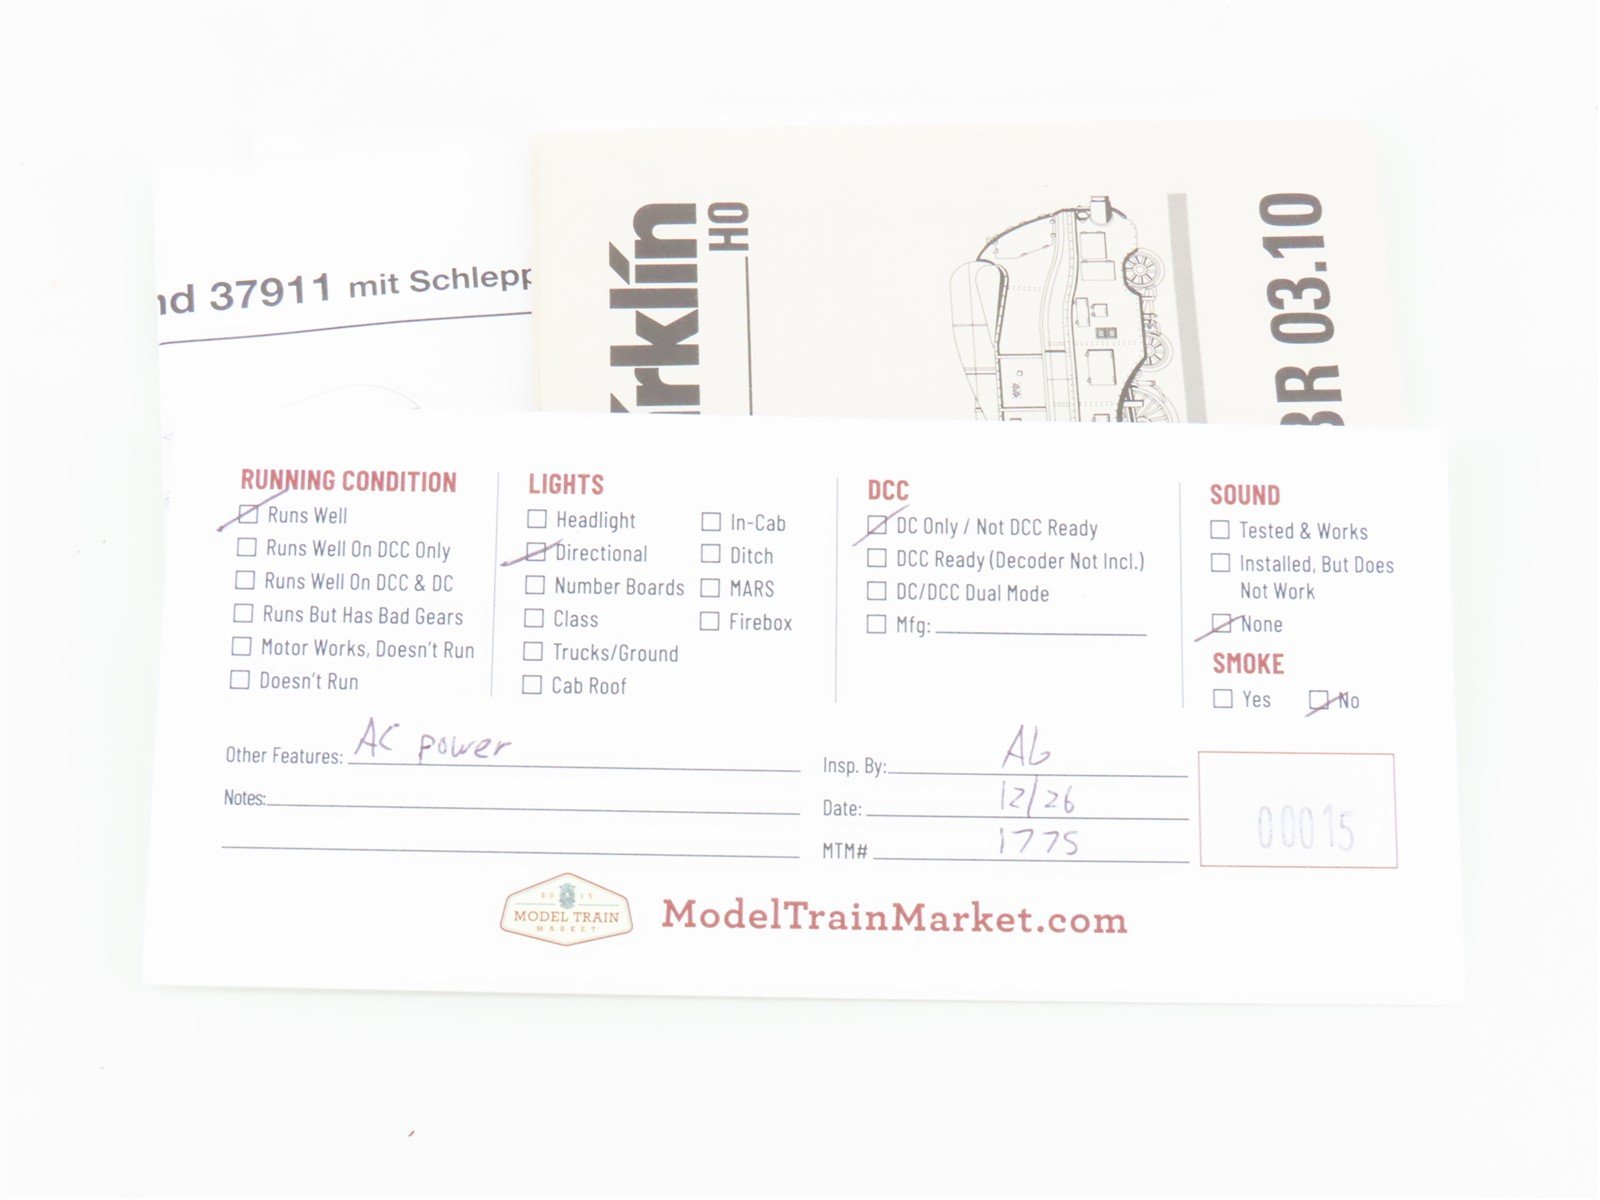 nd 37911 mit Schlepp
ärklín
H0
BR 03.10
RUNNING CONDITION
Runs Well
Runs Well On DCC Only
Runs Well On DCC & DC
Runs But Has Bad Gears
Motor Works, Doesn't Run
Doesn't Run
LIGHTS
Headlight
Directional
Number Boards
Class
Trucks/Ground
Cab Roof
In-Cab
Ditch
MARS
Firebox
DCC
DC Only / Not DCC Ready
DCC Ready (Decoder Not Incl.)
DC/DCC Dual Mode
Mfg:
SOUND
Tested & Works
Installed, But Does
Not Work
None
SMOKE
Yes No
Other Features: AC power
Notes:
Insp. By: AG
Date: 12/26
MTM# 1775
00015
2015
MODEL TRAIN
MARKET
ModelTrainMarket.com